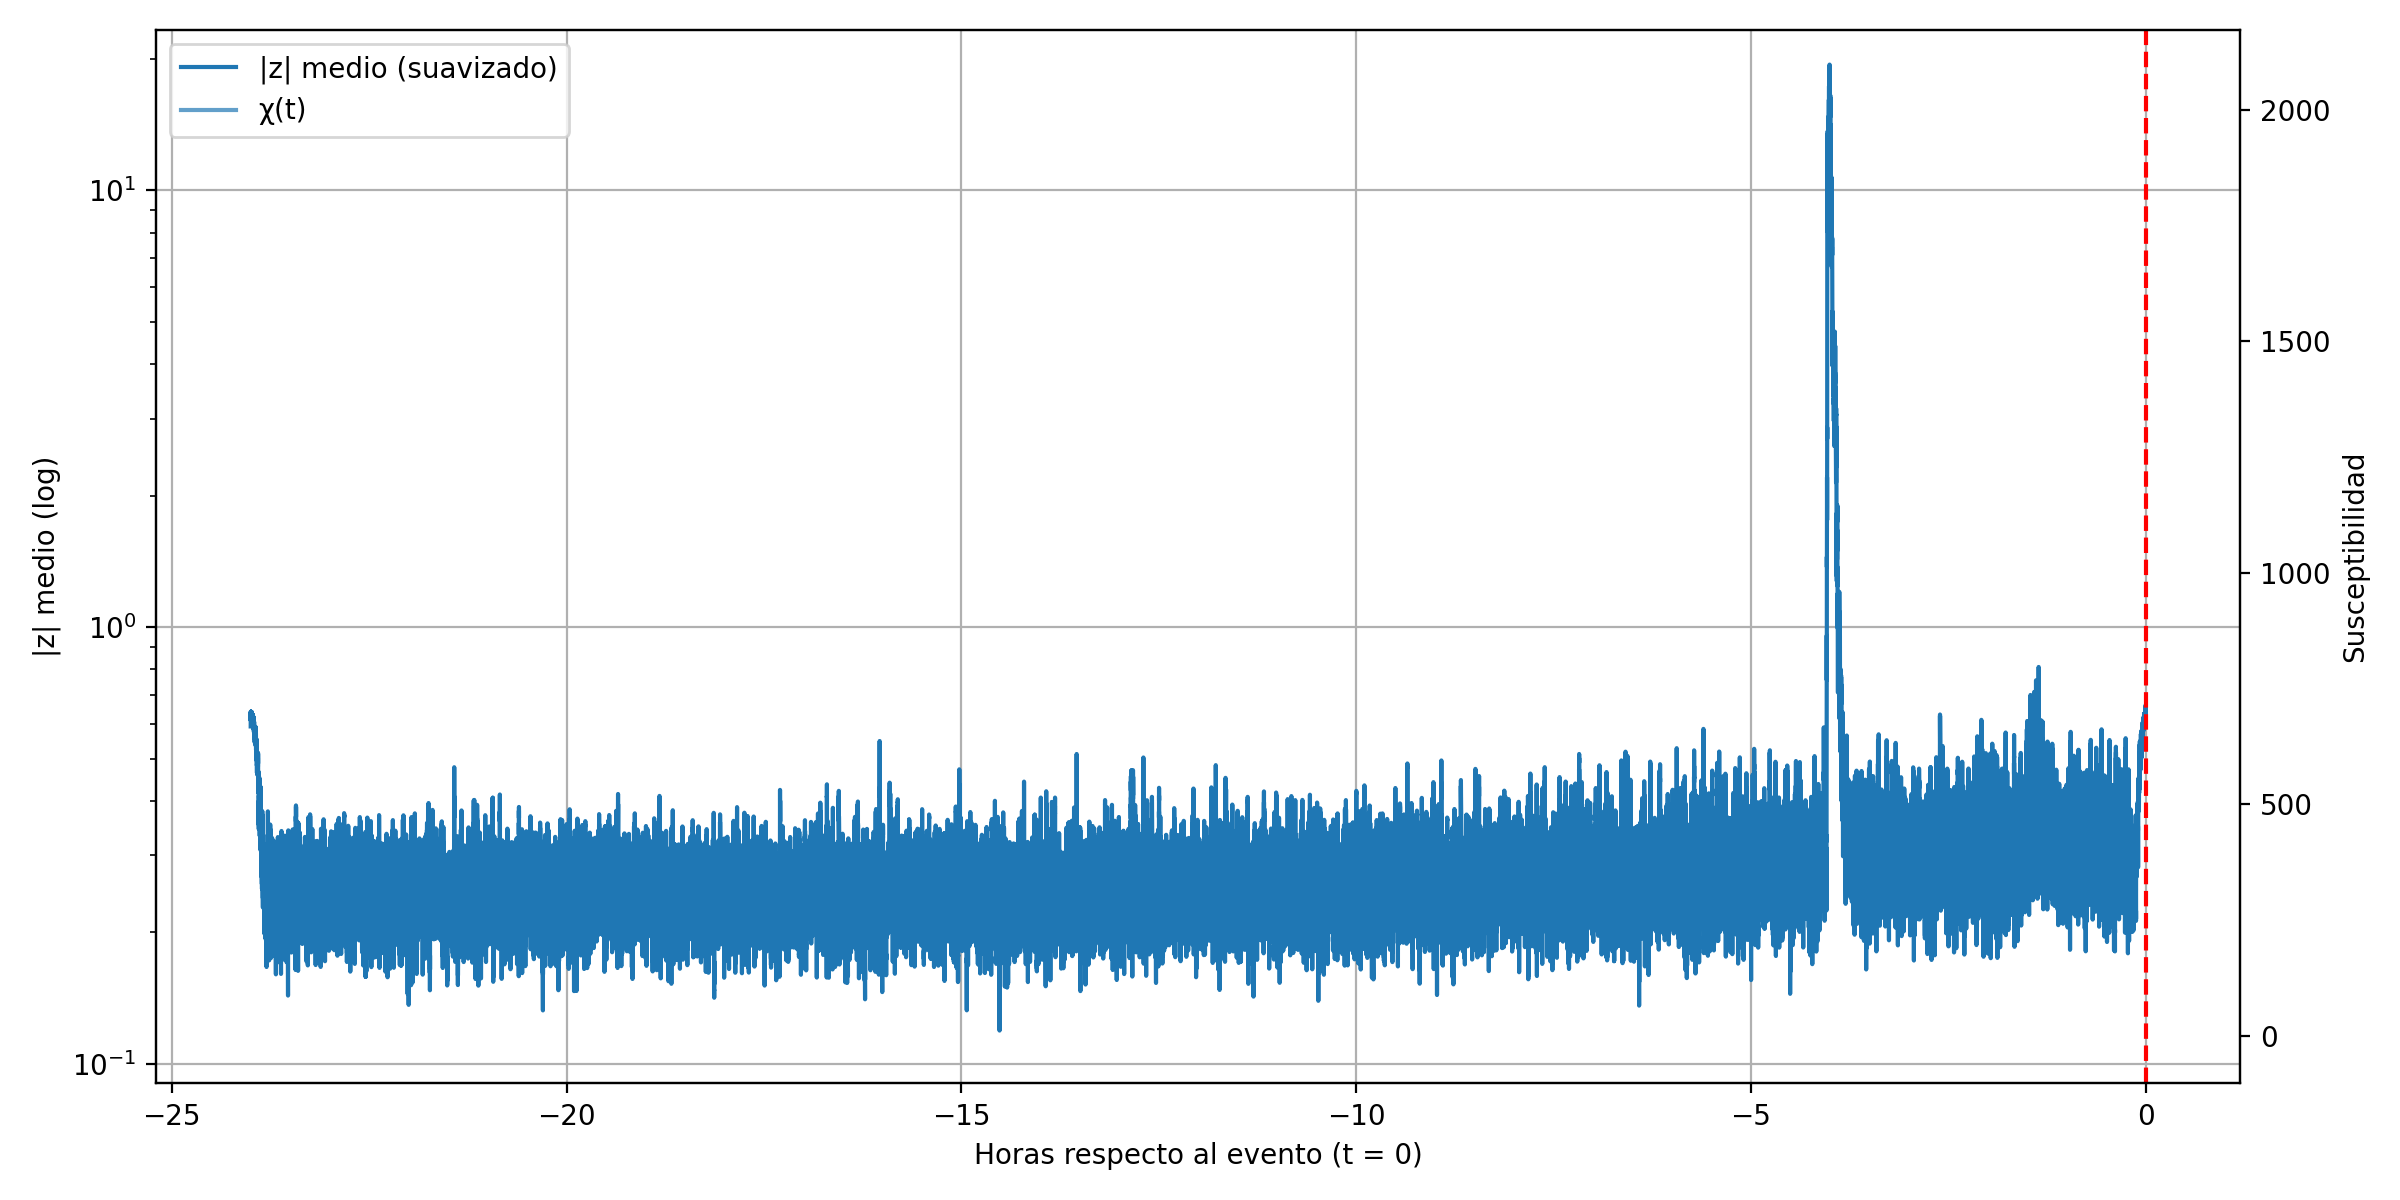 |z| medio (suavizado)
χ(t)
10¹
10⁰
10⁻¹
|z| medio (log)
2000
1500
1000
500
0
Susceptibilidad
−25
−20
−15
−10
−5
0
Horas respecto al evento (t = 0)